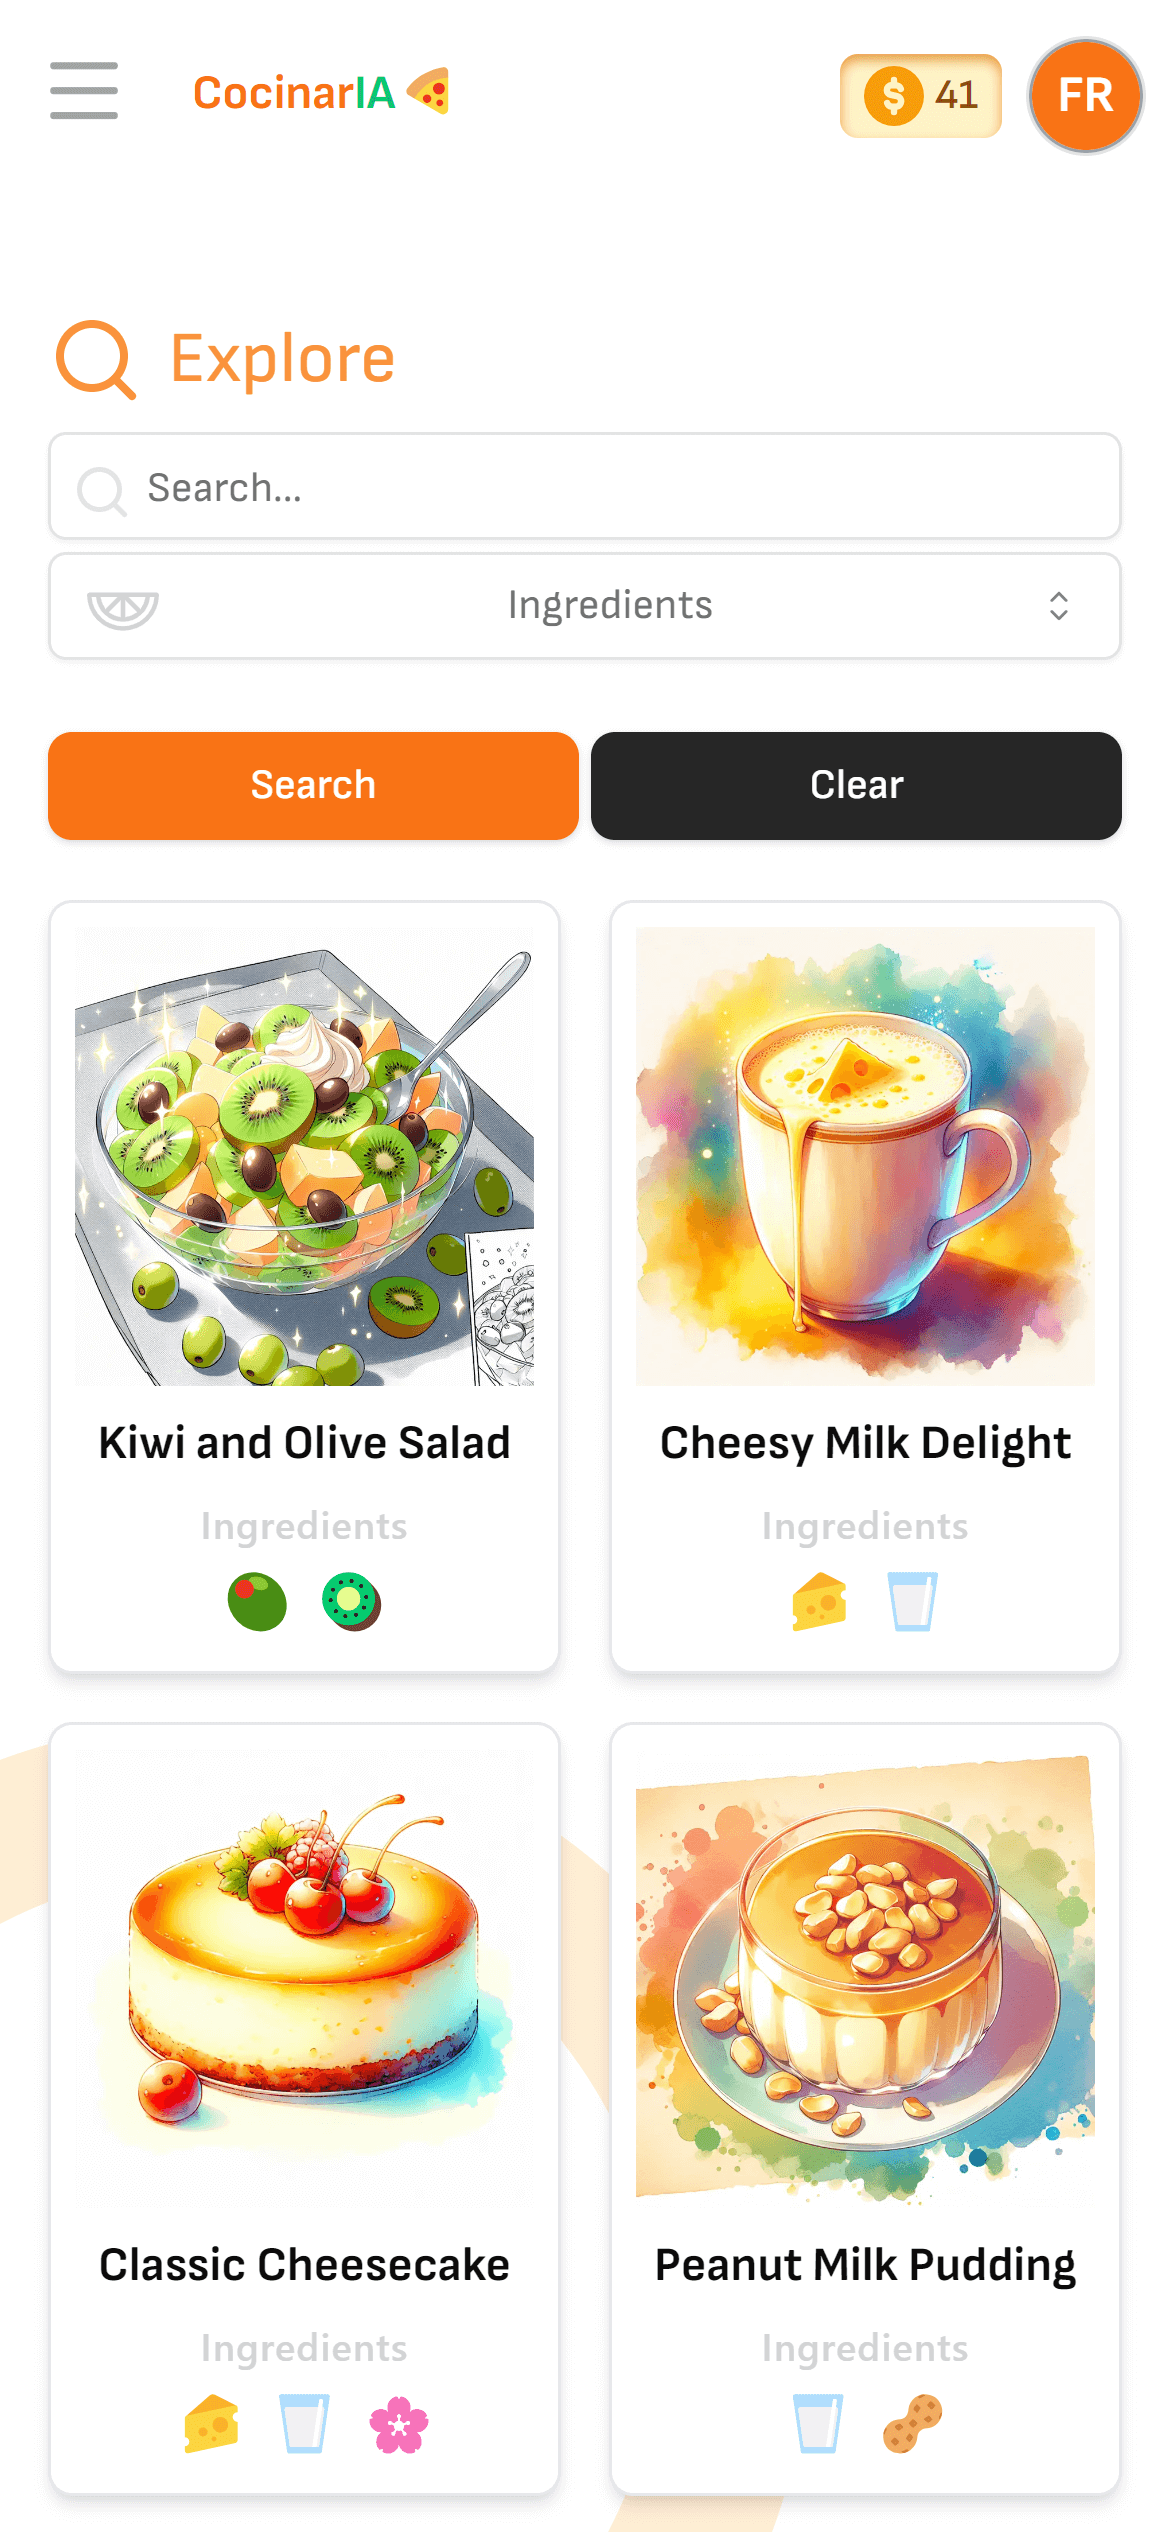 CocinarIA
41
FR
Explore
Search...
Ingredients
Search
Clear
Kiwi and Olive Salad
Ingredients
Cheesy Milk Delight
Ingredients
Classic Cheesecake
Ingredients
Peanut Milk Pudding
Ingredients